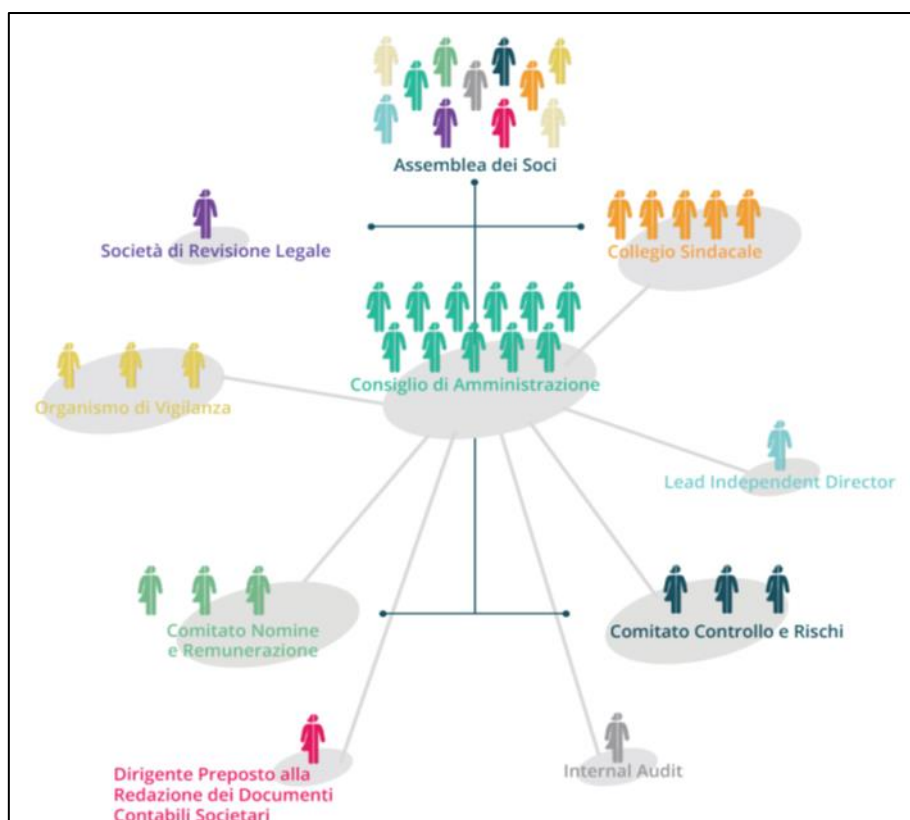 Assemblea dei Soci
Società di Revisione Legale
Collegio Sindacale
Consiglio di Amministrazione
Organismo di Vigilanza
Lead Independent Director
Comitato Nomine
e Remunerazione
Comitato Controllo e Rischi
Dirigente Preposto alla
Redazione dei Documenti
Contabili Societari
Internal Audit